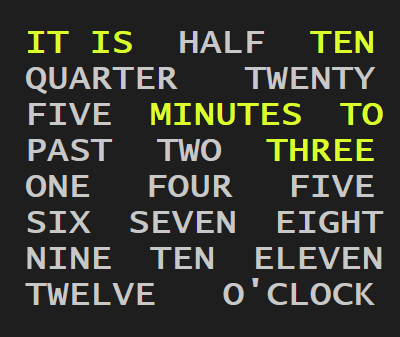 IT IS HALF TEN
QUARTER TWENTY
FIVE MINUTES TO
PAST TWO THREE
ONE FOUR FIVE
SIX SEVEN EIGHT
NINE TEN ELEVEN
TWELVE O'CLOCK